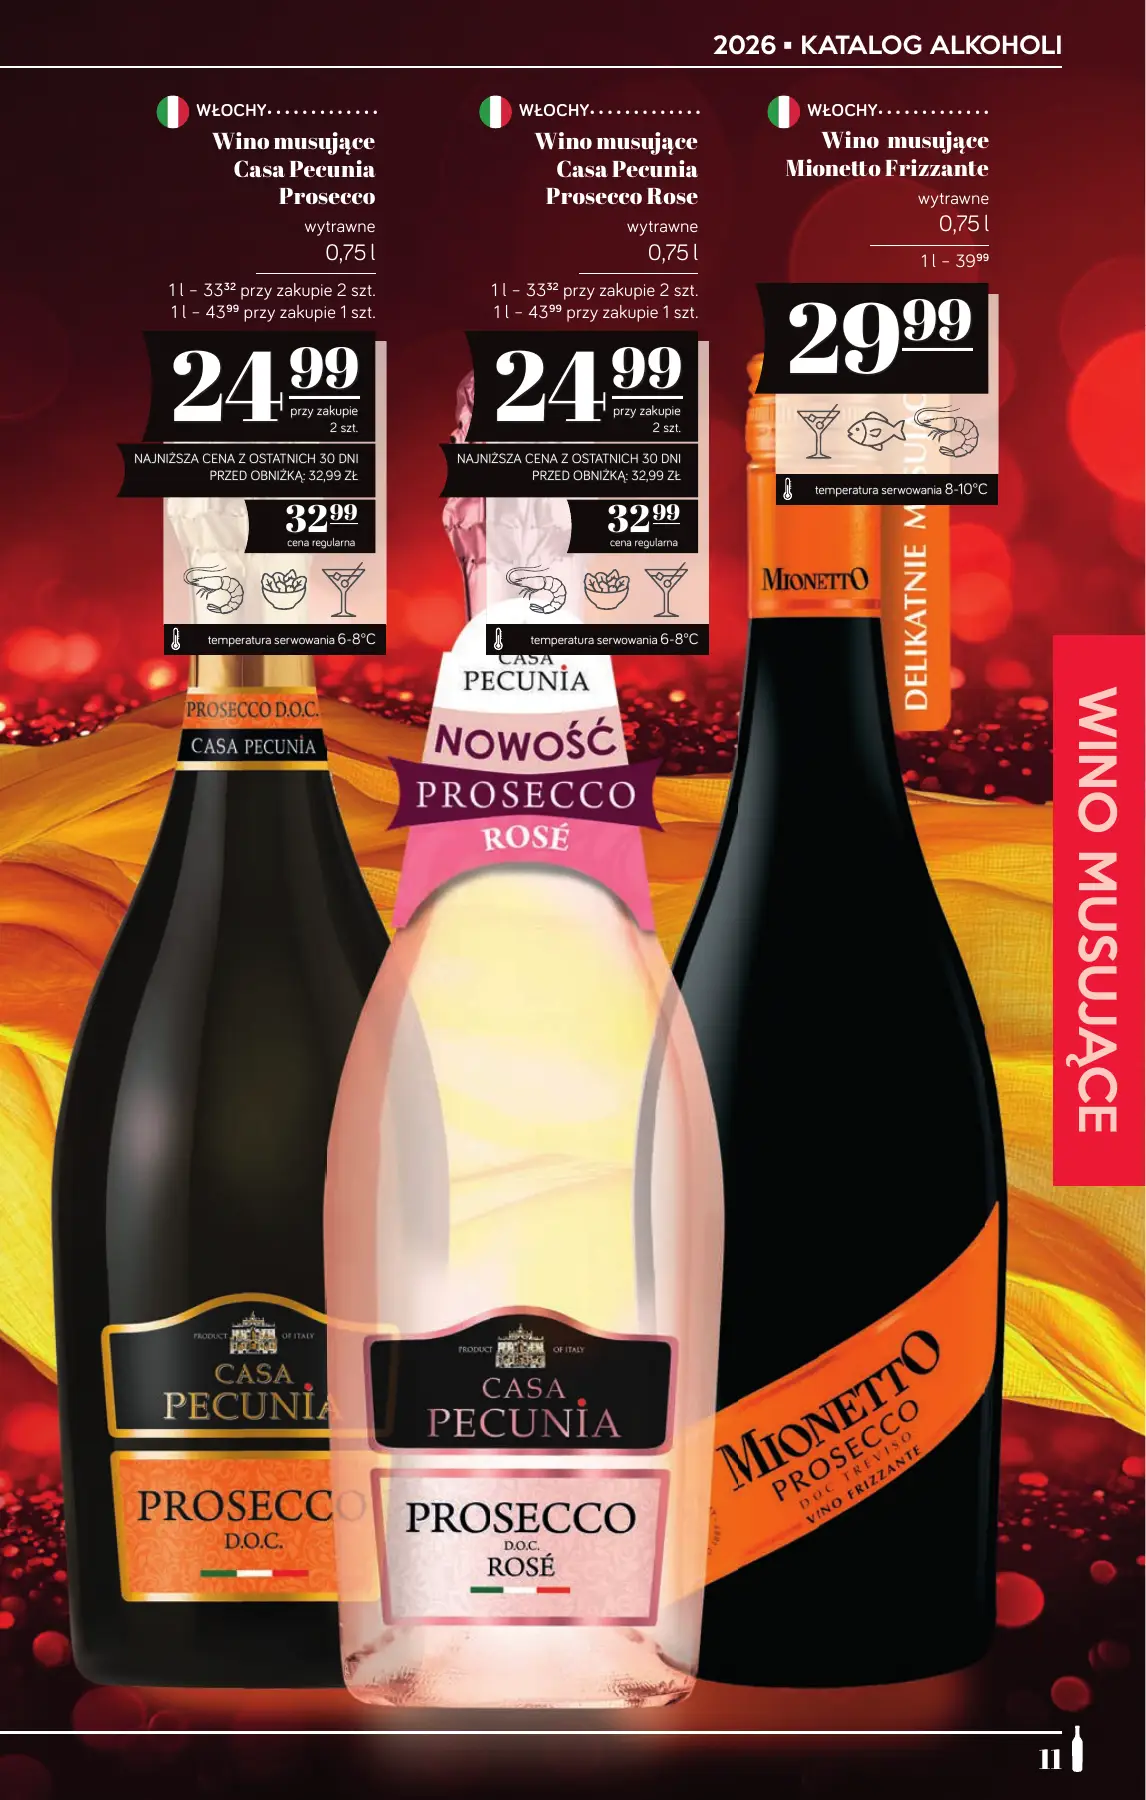 2026 ▪ KATALOG ALKOHOLI
WŁOCHY
Wino musujące
Casa Pecunia
Prosecco
wytrawne
0,75 l
1 l – 33³² przy zakupie 2 szt.
1 l – 43⁹⁹ przy zakupie 1 szt.
24⁹⁹
przy zakupie
2 szt.
NAJNIŻSZA CENA Z OSTATNICH 30 DNI
PRZED OBNIŻKĄ: 32,99 ZŁ
32⁹⁹
cena regularna
temperatura serwowania 6-8°C
WŁOCHY
Wino musujące
Casa Pecunia
Prosecco Rose
wytrawne
0,75 l
1 l – 33³² przy zakupie 2 szt.
1 l – 43⁹⁹ przy zakupie 1 szt.
24⁹⁹
przy zakupie
2 szt.
NAJNIŻSZA CENA Z OSTATNICH 30 DNI
PRZED OBNIŻKĄ: 32,99 ZŁ
32⁹⁹
cena regularna
temperatura serwowania 6-8°C
WŁOCHY
Wino musujące
Mionetto Frizzante
wytrawne
0,75 l
1 l – 39⁹⁹
29⁹⁹
temperatura serwowania 8-10°C
PROSECCO D.O.C.
CASA PECUNIA
CASA
PECUNIA
NOWOŚĆ
PROSECCO
ROSÉ
MIONETTO
DELIKATNIE
WINO MUSUJĄCE
PRODUCT OF ITALY
CASA
PECUNIA
PROSECCO
D.O.C.
PRODUCT OF ITALY
CASA
PECUNIA
PROSECCO
D.O.C.
ROSÉ
MIONETTO
PROSECCO
DOC TREVISO
VINO FRIZZANTE
11